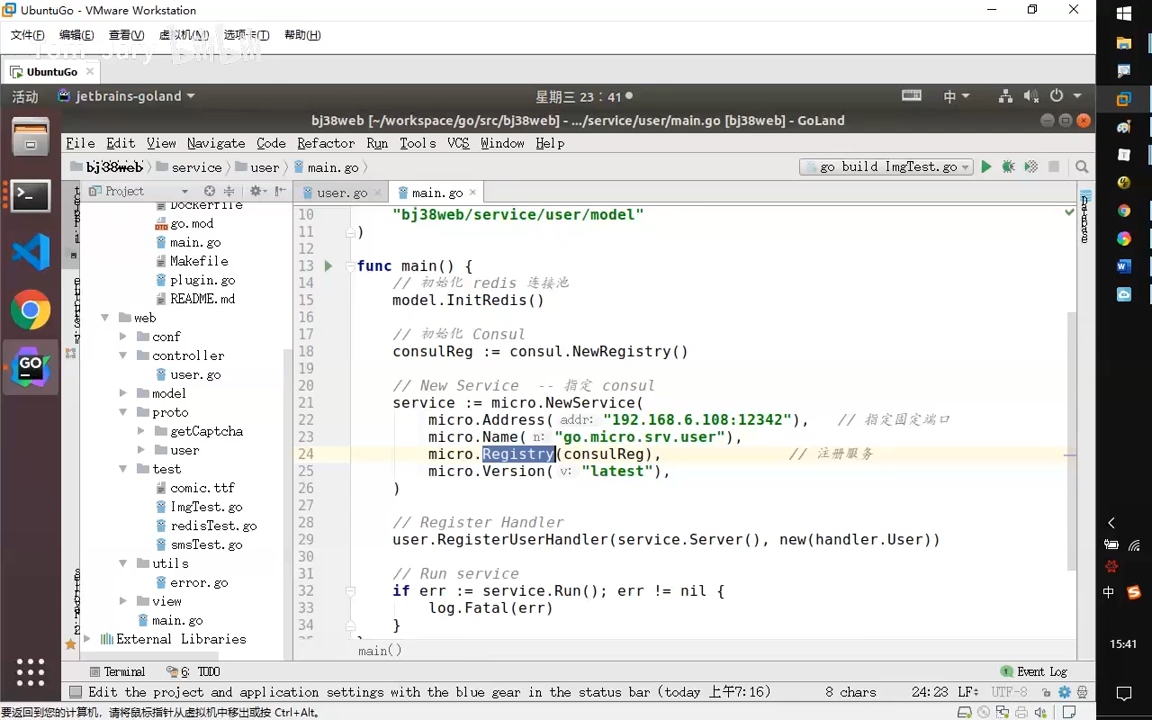 UbuntuGo - VMware Workstation
文件(F) 编辑(E) 查看(V) 虚拟机(M) 选项卡(T) 帮助(H)
UbuntuGo
活动 jetbrains-goland 星期三 23：41 中
bj38web [~/workspace/go/src/bj38web] - .../service/user/main.go [bj38web] - GoLand
File Edit View Navigate Code Refactor Run Tools VCS Window Help
bj38web service user main.go go build ImgTest.go
Project user.go main.go
Dockerfile
go.mod
main.go
Makefile
plugin.go
README.md
web
conf
controller
user.go
model
proto
getCaptcha
user
test
comic.ttf
ImgTest.go
redisTest.go
smsTest.go
utils
error.go
view
main.go
External Libraries
10 "bj38web/service/user/model"
11 )
12
13 func main() {
14 // 初始化 redis 连接池
15 model.InitRedis()
16
17 // 初始化 Consul
18 consulReg := consul.NewRegistry()
19
20 // New Service -- 指定 consul
21 service := micro.NewService(
22 micro.Address( addr: "192.168.6.108:12342"), // 指定固定端口
23 micro.Name( n: "go.micro.srv.user"),
24 micro.Registry(consulReg), // 注册服务
25 micro.Version( v: "latest"),
26 )
27
28 // Register Handler
29 user.RegisterUserHandler(service.Server(), new(handler.User))
30
31 // Run service
32 if err := service.Run(); err != nil {
33 log.Fatal(err)
34 }
main()
Database
Terminal 6: TODO Event Log
Edit the project and application settings with the blue gear in the status bar (today 上午7:16) 8 chars 24:23 LF÷ UTF-8
要返回到您的计算机，请将鼠标指针从虚拟机中移出或按 Ctrl+Alt。
中
15:41